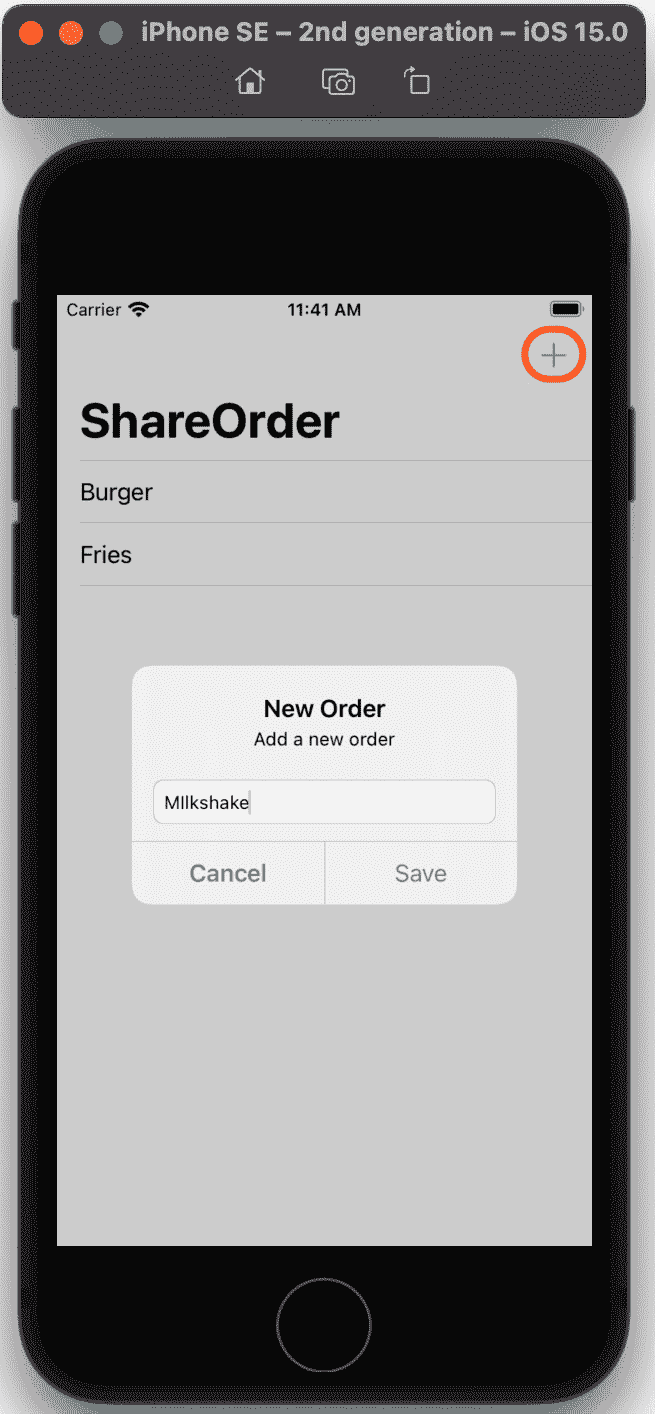 iPhone SE – 2nd generation – iOS 15.0
Carrier 11:41 AM
ShareOrder
Burger
Fries
New Order
Add a new order
MIlkshake
Cancel Save